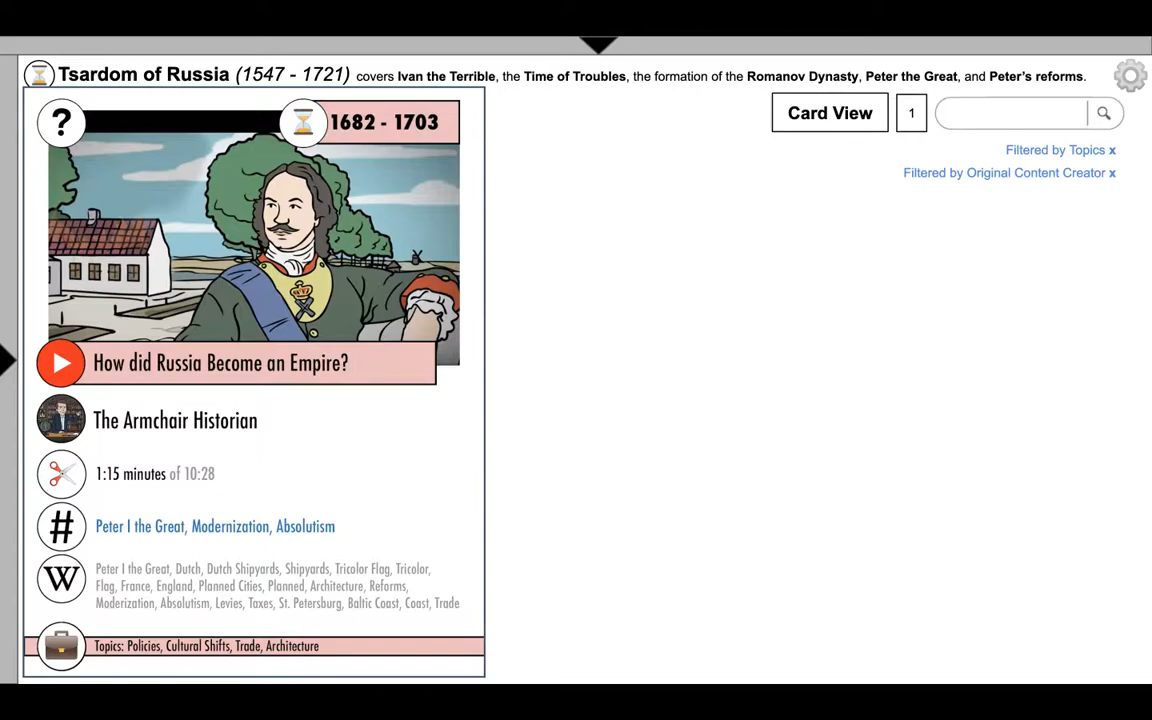 Tsardom of Russia (1547 - 1721) covers Ivan the Terrible, the Time of Troubles, the formation of the Romanov Dynasty, Peter the Great, and Peter's reforms.
?
1682 - 1703
Card View
1
Filtered by Topics x
Filtered by Original Content Creator x
How did Russia Become an Empire?
The Armchair Historian
1:15 minutes of 10:28
# Peter I the Great, Modernization, Absolutism
W
Peter I the Great, Dutch, Dutch Shipyards, Shipyards, Tricolor Flag, Tricolor,
Flag, France, England, Planned Cities, Planned, Architecture, Reforms,
Moderization, Absolutism, Levies, Taxes, St. Petersburg, Baltic Coast, Coast, Trade
Topics: Policies, Cultural Shifts, Trade, Architecture